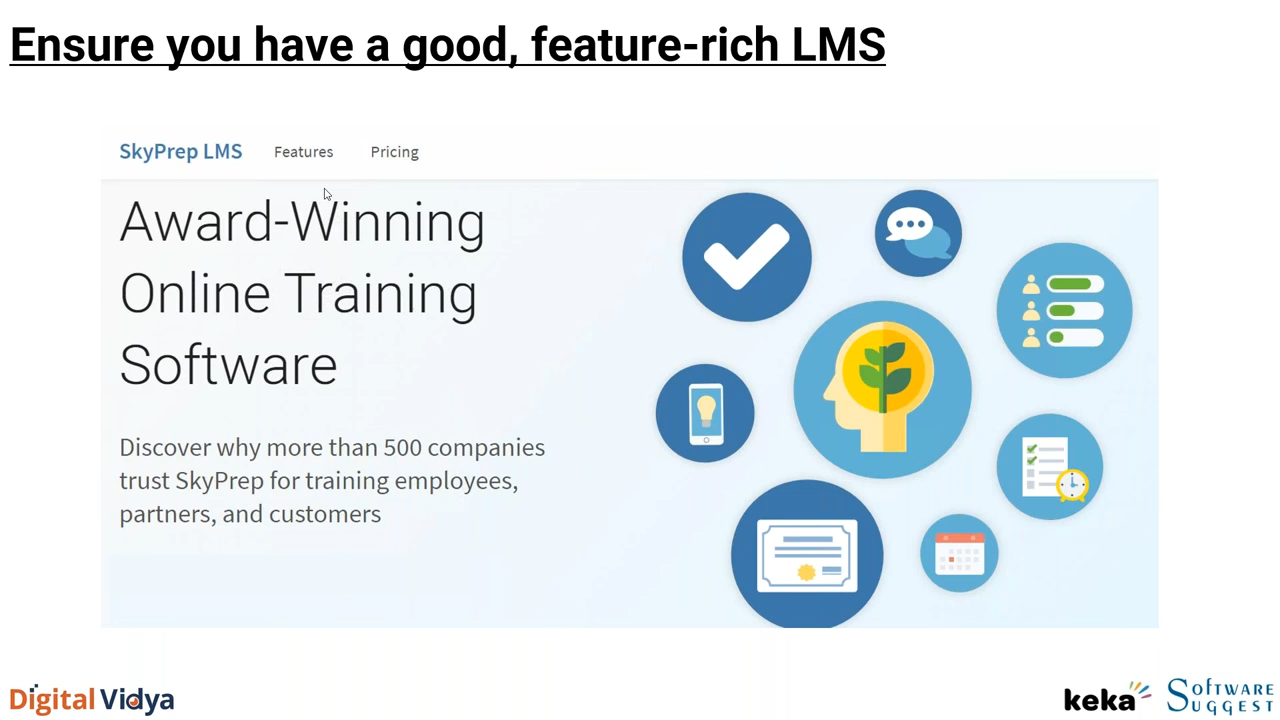 Ensure you have a good, feature-rich LMS
SkyPrep LMS Features Pricing
Award-Winning
Online Training
Software
Discover why more than 500 companies
trust SkyPrep for training employees,
partners, and customers
Digital Vidya
keka
SOFTWARE
SUGGEST